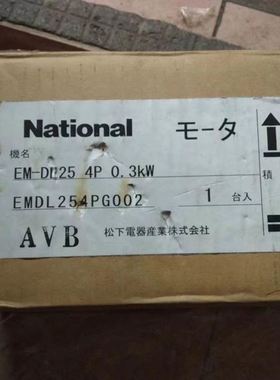 National モータ
機名
EM-DL25 4P 0.3kW
EMDL254PG002 1 台入
AVB 松下電器産業株式会社
積